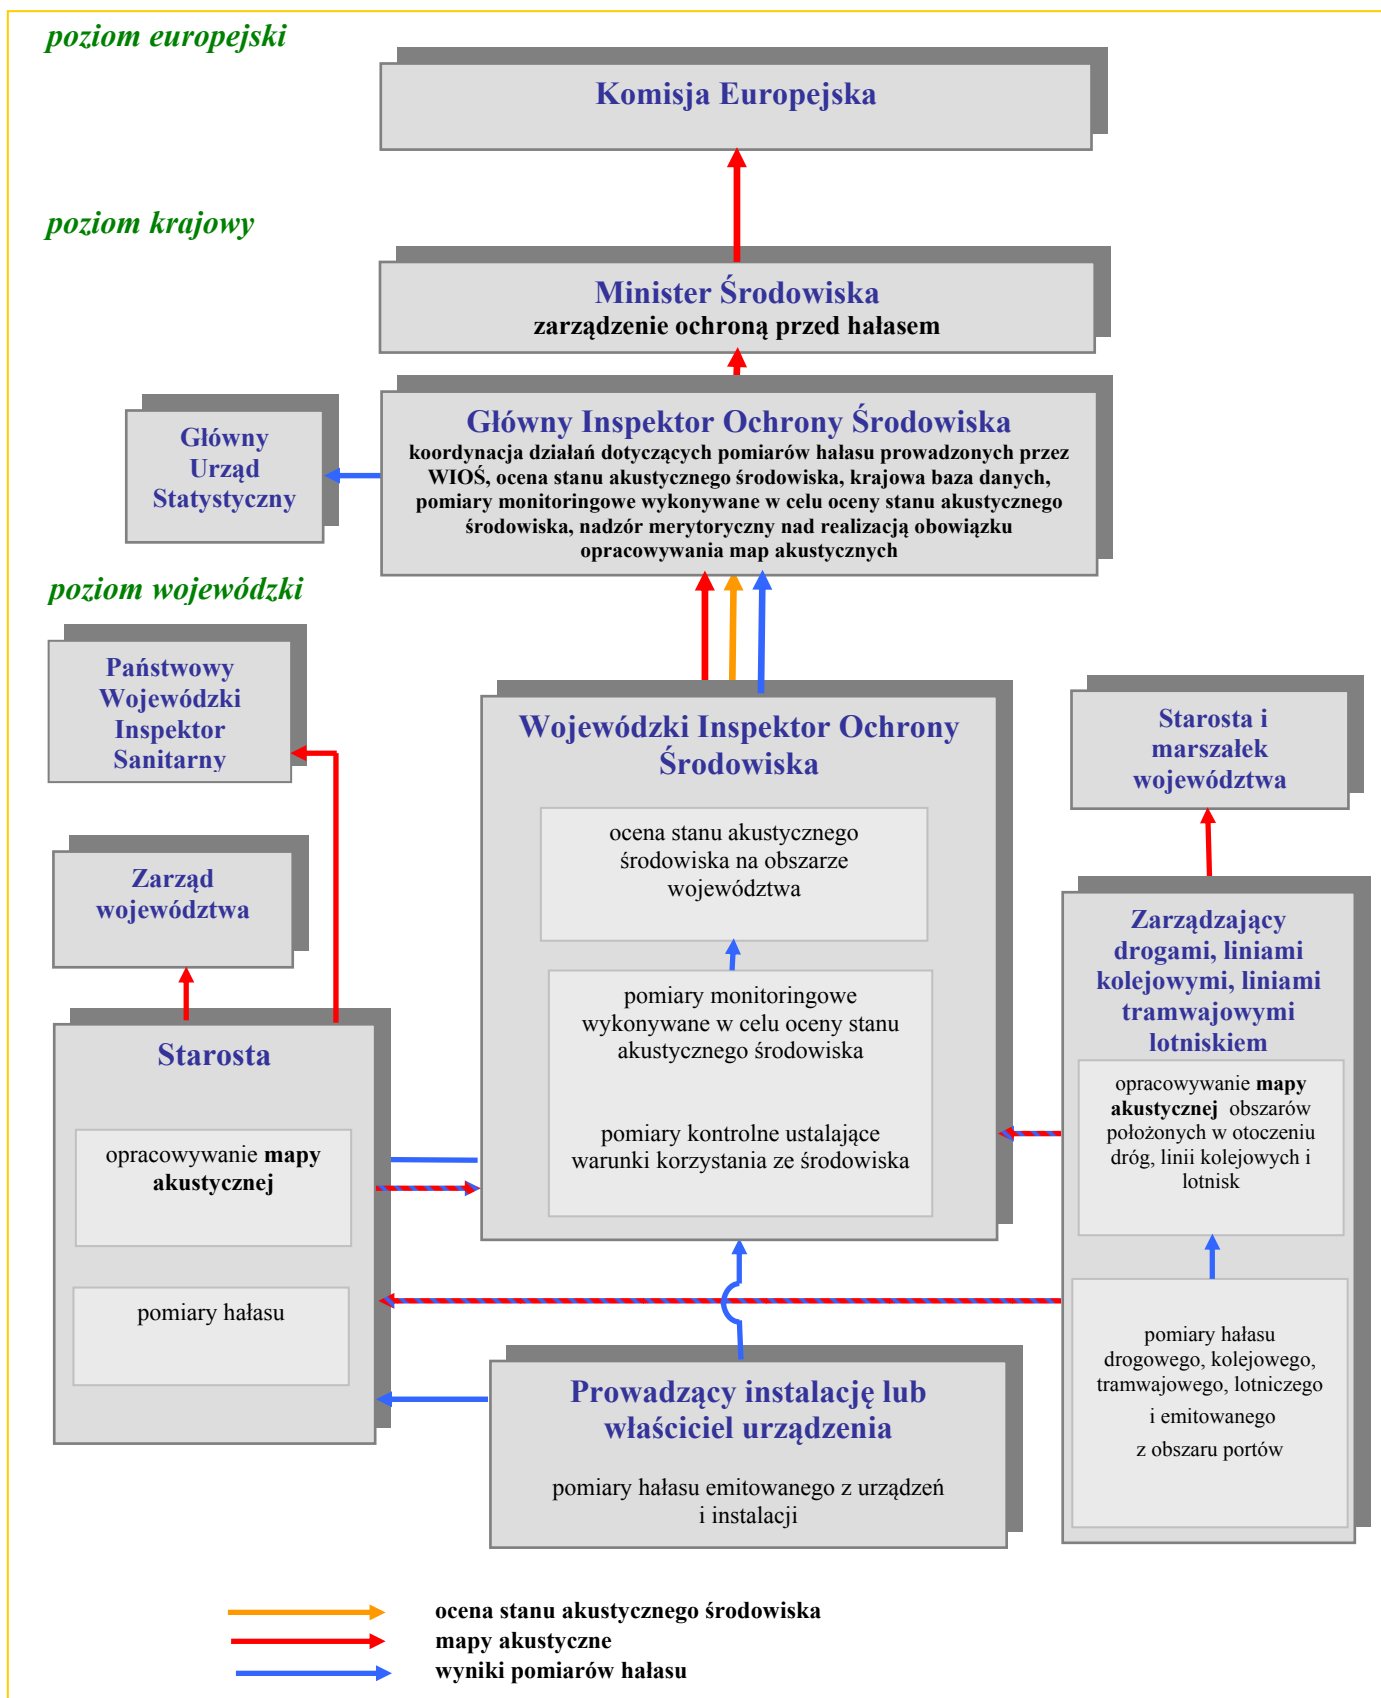 poziom europejski
Komisja Europejska
poziom krajowy
Minister Środowiska
zarządzenie ochroną przed hałasem
Główny
Urząd
Statystyczny
Główny Inspektor Ochrony Środowiska
koordynacja działań dotyczących pomiarów hałasu prowadzonych przez
WIOŚ, ocena stanu akustycznego środowiska, krajowa baza danych,
pomiary monitoringowe wykonywane w celu oceny stanu akustycznego
środowiska, nadzór merytoryczny nad realizacją obowiązku
opracowywania map akustycznych
poziom wojewódzki
Państwowy
Wojewódzki
Inspektor
Sanitarny
Zarząd
województwa
Starosta
opracowywanie mapy
akustycznej
pomiary hałasu
Wojewódzki Inspektor Ochrony
Środowiska
ocena stanu akustycznego
środowiska na obszarze
województwa
pomiary monitoringowe
wykonywane w celu oceny stanu
akustycznego środowiska
pomiary kontrolne ustalające
warunki korzystania ze środowiska
Starosta i
marszałek
województwa
Zarządzający
drogami, liniami
kolejowymi, liniami
tramwajowymi
lotniskiem
opracowywanie mapy
akustycznej obszarów
położonych w otoczeniu
dróg, linii kolejowych i
lotnisk
pomiary hałasu
drogowego, kolejowego,
tramwajowego, lotniczego
i emitowanego
z obszaru portów
Prowadzący instalację lub
właściciel urządzenia
pomiary hałasu emitowanego z urządzeń
i instalacji
ocena stanu akustycznego środowiska
mapy akustyczne
wyniki pomiarów hałasu